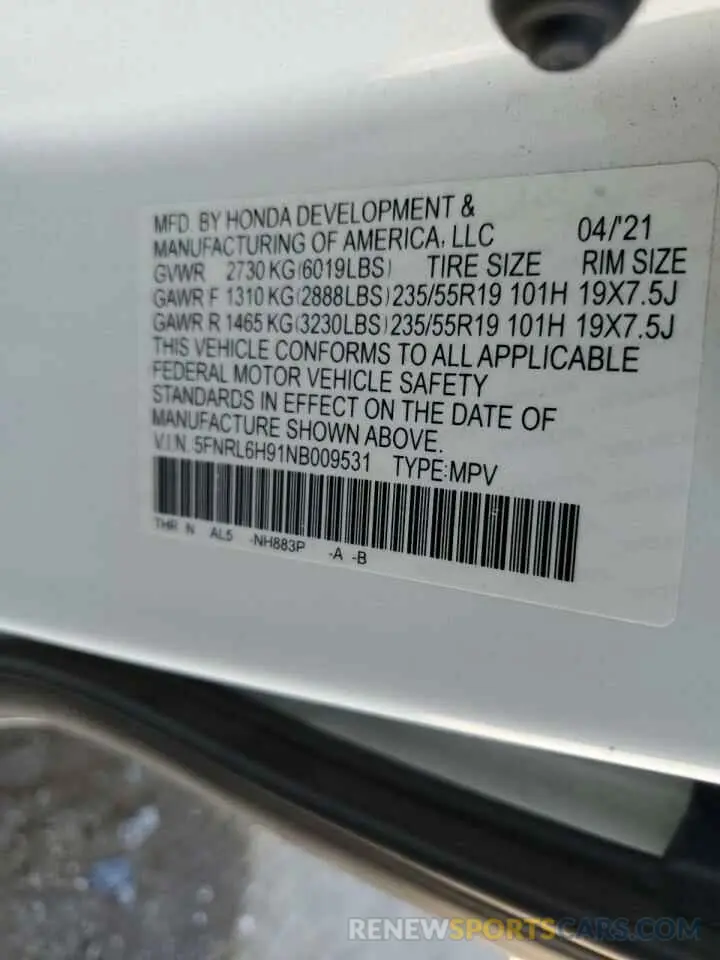 MFD. BY HONDA DEVELOPMENT &
MANUFACTURING OF AMERICA, LLC 04/'21
GVWR 2730 KG(6019LBS) TIRE SIZE RIM SIZE
GAWR F 1310 KG(2888LBS) 235/55R19 101H 19X7.5J
GAWR R 1465 KG(3230LBS) 235/55R19 101H 19X7.5J
THIS VEHICLE CONFORMS TO ALL APPLICABLE
FEDERAL MOTOR VEHICLE SAFETY
STANDARDS IN EFFECT ON THE DATE OF
MANUFACTURE SHOWN ABOVE.
V.I.N. 5FNRL6H91NB009531 TYPE:MPV
THR N AL5 -NH883P -A -B
RENEWSPORTSCARS.COM